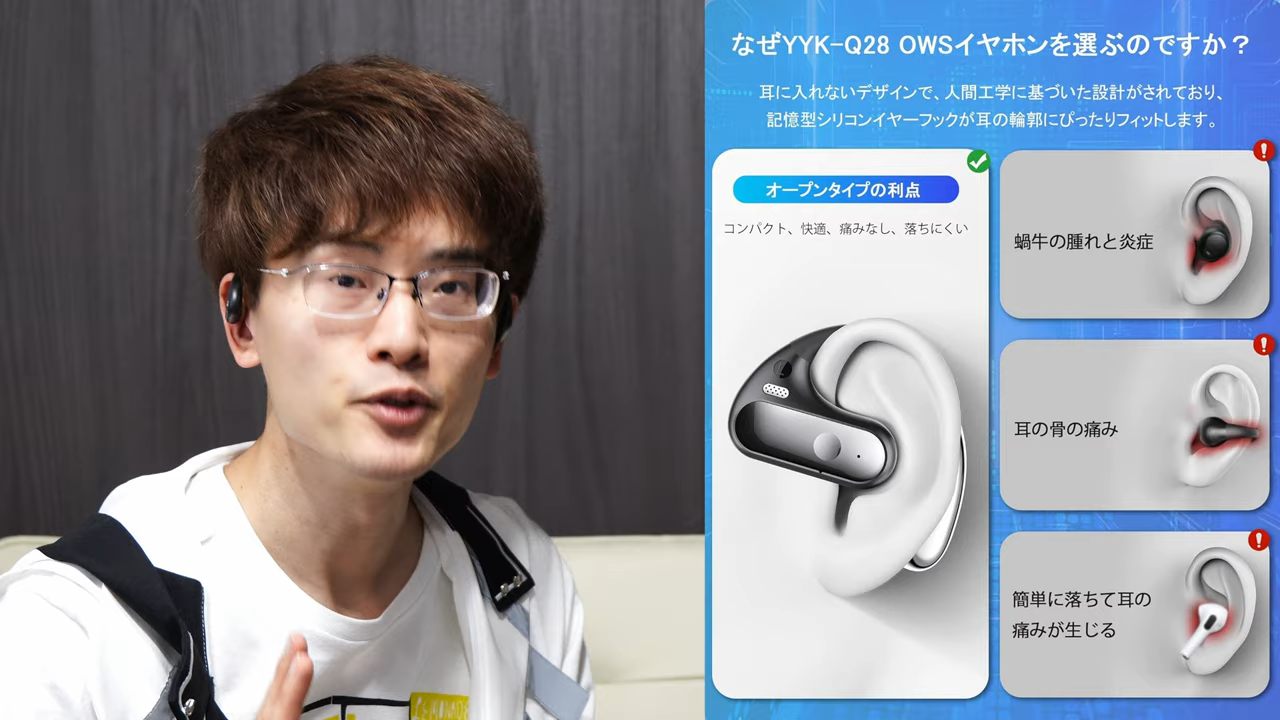 なぜYYK-Q28 OWSイヤホンを選ぶのですか？
耳に入れないデザインで、人間工学に基づいた設計がされており、
記憶型シリコンイヤーフックが耳の輪郭にぴったりフィットします。
オープンタイプの利点
コンパクト、快適、痛みなし、落ちにくい
蝸牛の腫れと炎症
耳の骨の痛み
簡単に落ちて耳の
痛みが生じる